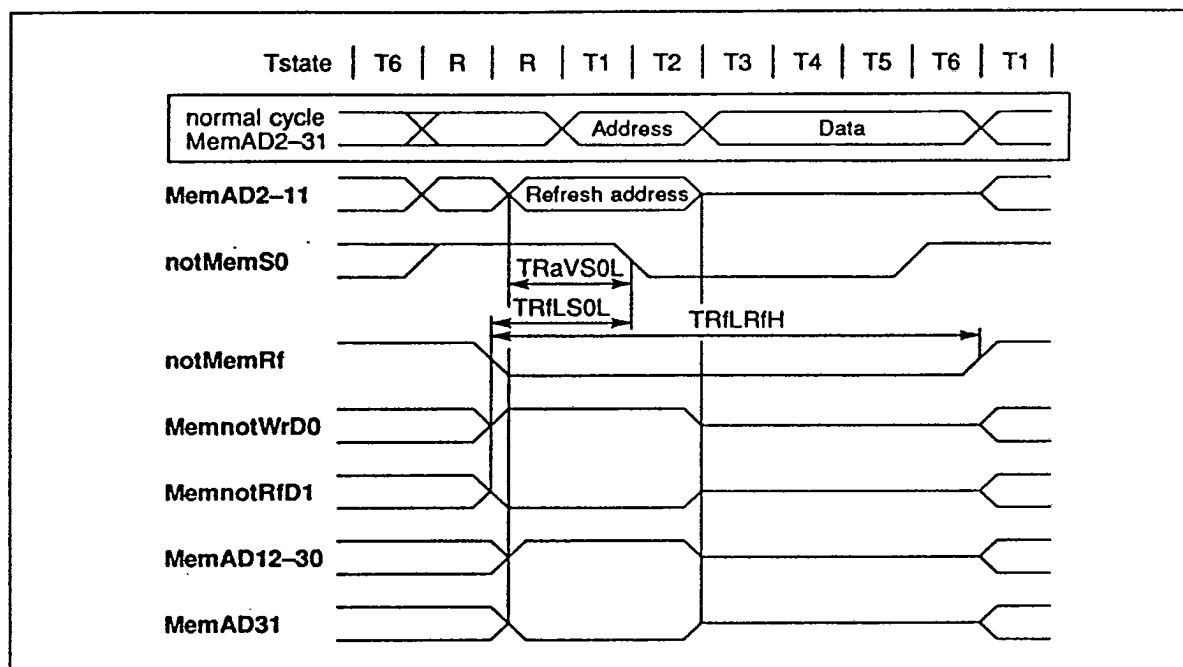 Tstate | T6 | R | R | T1 | T2 | T3 | T4 | T5 | T6 | T1 |
normal cycle
MemAD2–31
Address
Data
MemAD2–11
Refresh address
notMemS0
TRaVS0L
TRfLS0L
TRfLRfH
notMemRf
MemnotWrD0
MemnotRfD1
MemAD12–30
MemAD31